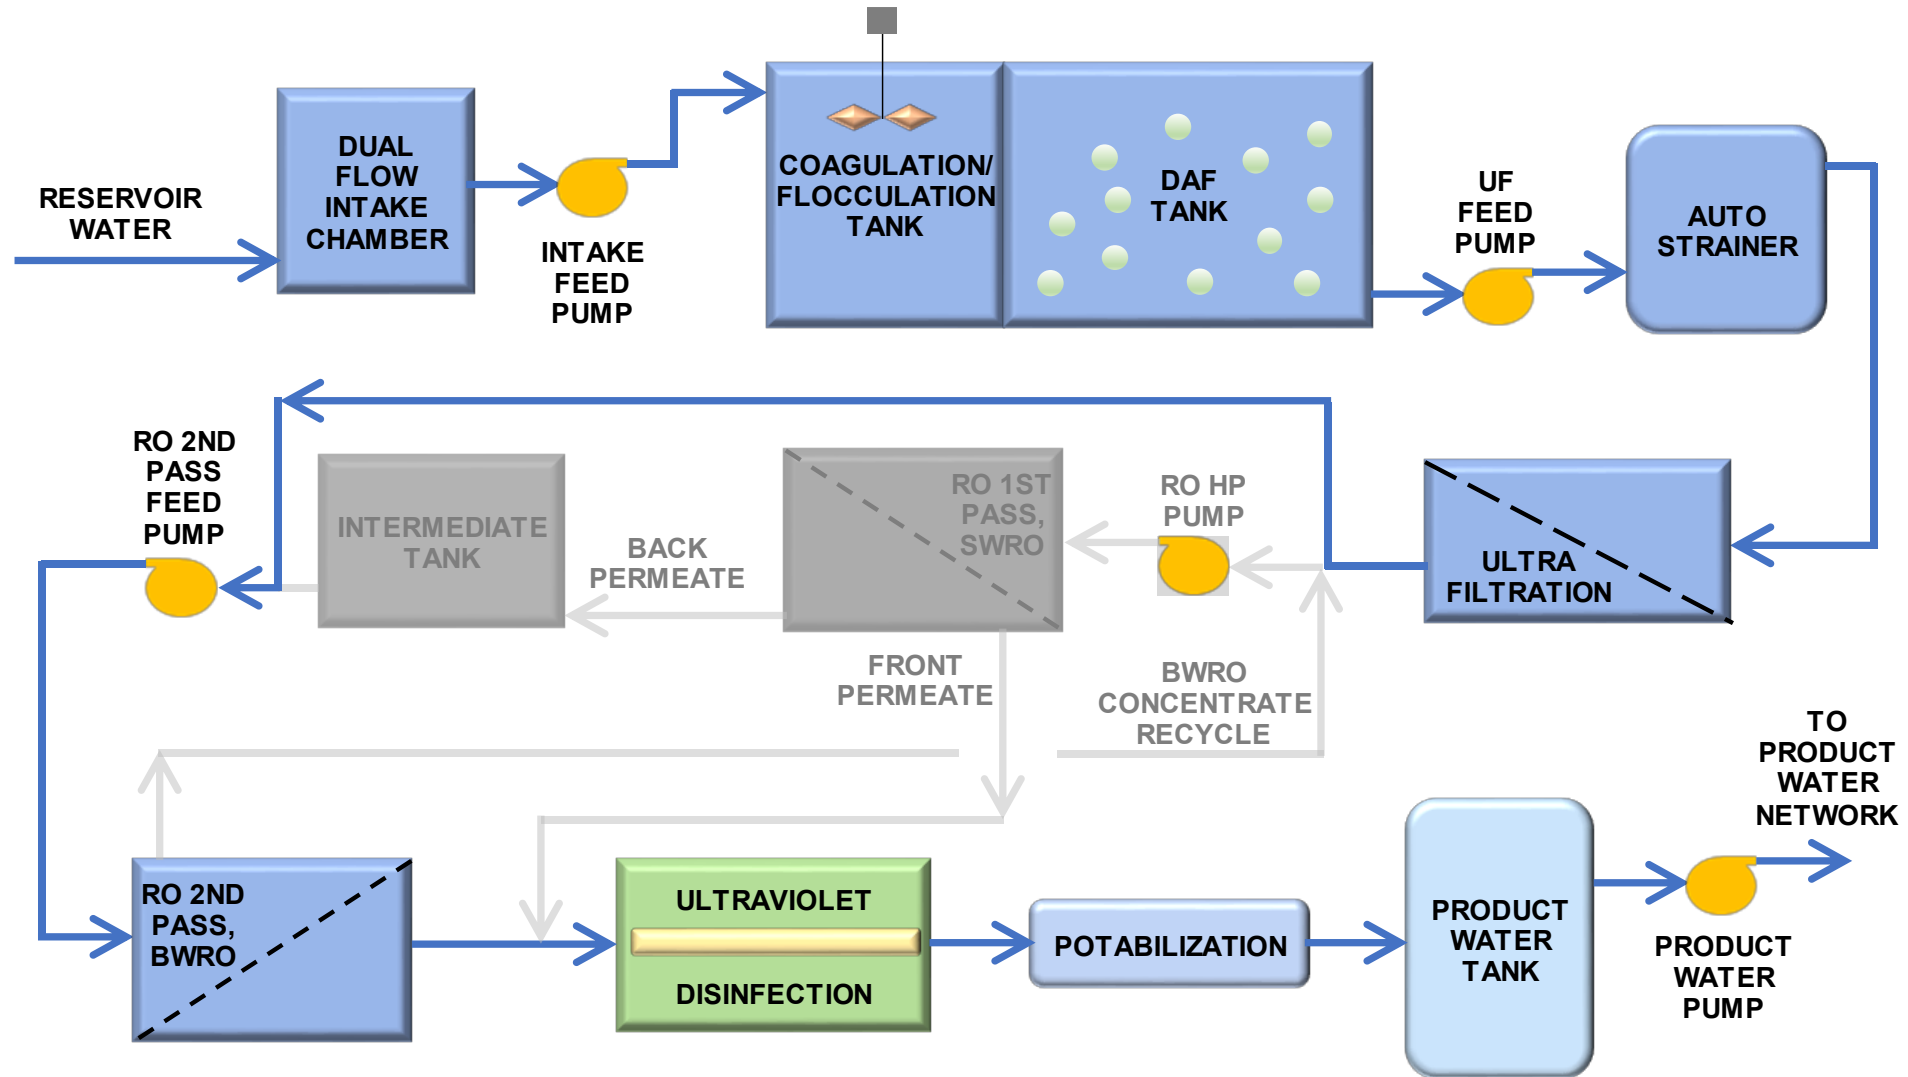 RESERVOIR
WATER
DUAL
FLOW
INTAKE
CHAMBER
INTAKE
FEED
PUMP
COAGULATION/
FLOCCULATION
TANK
DAF
TANK
UF
FEED
PUMP
AUTO
STRAINER
RO 2ND
PASS
FEED
PUMP
INTERMEDIATE
TANK
BACK
PERMEATE
RO 1ST
PASS,
SWRO
RO HP
PUMP
ULTRA
FILTRATION
FRONT
PERMEATE
BWRO
CONCENTRATE
RECYCLE
TO
PRODUCT
WATER
NETWORK
RO 2ND
PASS,
BWRO
ULTRAVIOLET
DISINFECTION
POTABILIZATION
PRODUCT
WATER
TANK
PRODUCT
WATER
PUMP